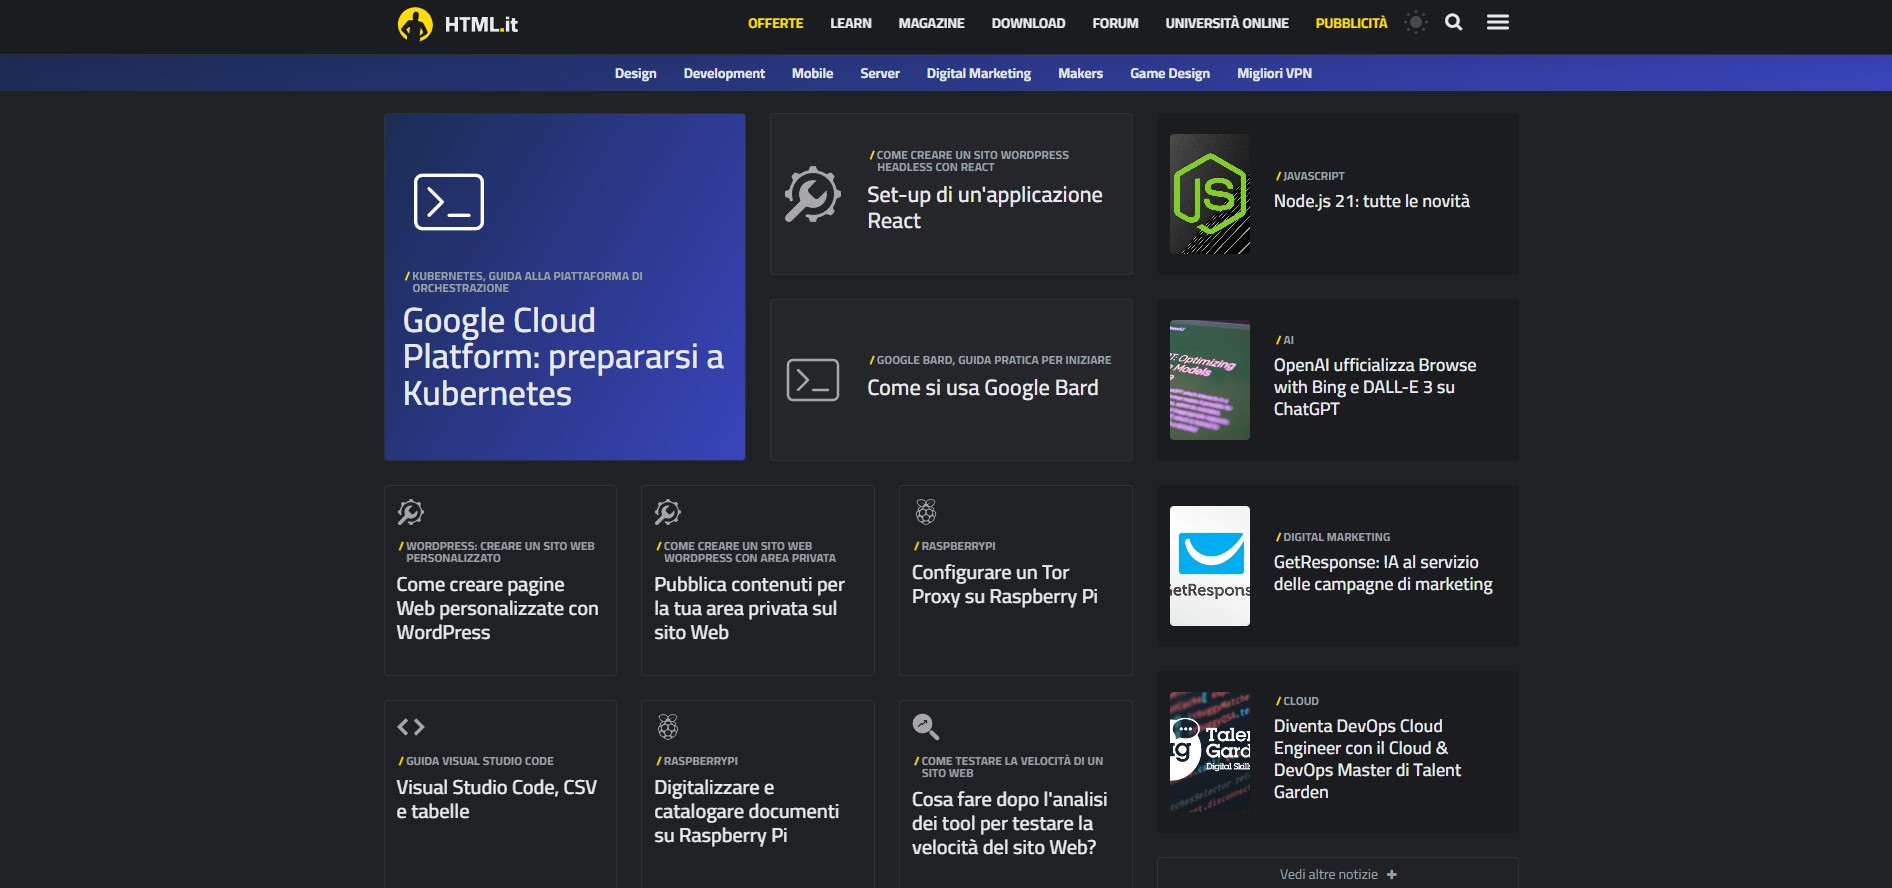 HTML.it
OFFERTE LEARN MAGAZINE DOWNLOAD FORUM UNIVERSITÀ ONLINE PUBBLICITÀ
Design Development Mobile Server Digital Marketing Makers Game Design Migliori VPN
/ KUBERNETES, GUIDA ALLA PIATTAFORMA DI
ORCHESTRAZIONE
Google Cloud
Platform: prepararsi a
Kubernetes
/ COME CREARE UN SITO WORDPRESS
HEADLESS CON REACT
Set-up di un'applicazione
React
/ GOOGLE BARD, GUIDA PRATICA PER INIZIARE
Come si usa Google Bard
JS
/ JAVASCRIPT
Node.js 21: tutte le novità
Optimizing
Models
/ AI
OpenAI ufficializza Browse
with Bing e DALL-E 3 su
ChatGPT
/ WORDPRESS: CREARE UN SITO WEB
PERSONALIZZATO
Come creare pagine
Web personalizzate con
WordPress
/ COME CREARE UN SITO WEB
WORDPRESS CON AREA PRIVATA
Pubblica contenuti per
la tua area privata sul
sito Web
/ RASPBERRYPI
Configurare un Tor
Proxy su Raspberry Pi
etRespons
/ DIGITAL MARKETING
GetResponse: IA al servizio
delle campagne di marketing
/ GUIDA VISUAL STUDIO CODE
Visual Studio Code, CSV
e tabelle
/ RASPBERRYPI
Digitalizzare e
catalogare documenti
su Raspberry Pi
/ COME TESTARE LA VELOCITÀ DI UN
SITO WEB
Cosa fare dopo l'analisi
dei tool per testare la
velocità del sito Web?
g Taler
Gard
Digital Skills
/ CLOUD
Diventa DevOps Cloud
Engineer con il Cloud &
DevOps Master di Talent
Garden
Vedi altre notizie +